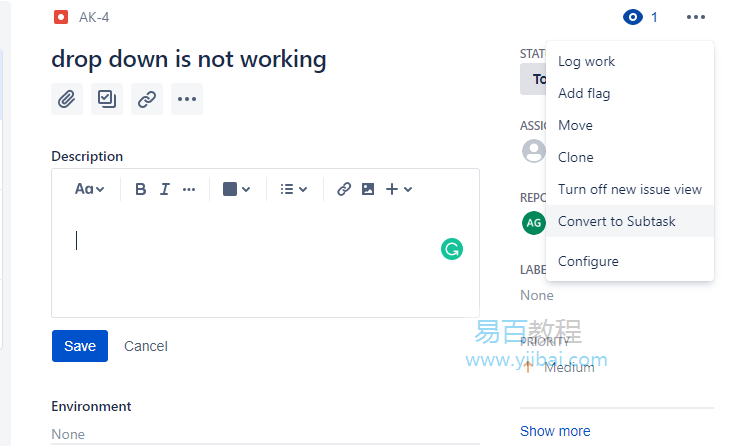 AK-4
1
drop down is not working
Description
Aa
B I
Save
Cancel
Environment
None
STAT
To
ASSIG
REPO
AG
LABE
None
PRIORITY
Medium
Show more
Log work
Add flag
Move
Clone
Turn off new issue view
Convert to Subtask
Configure
易百教程
www.yiibai.com